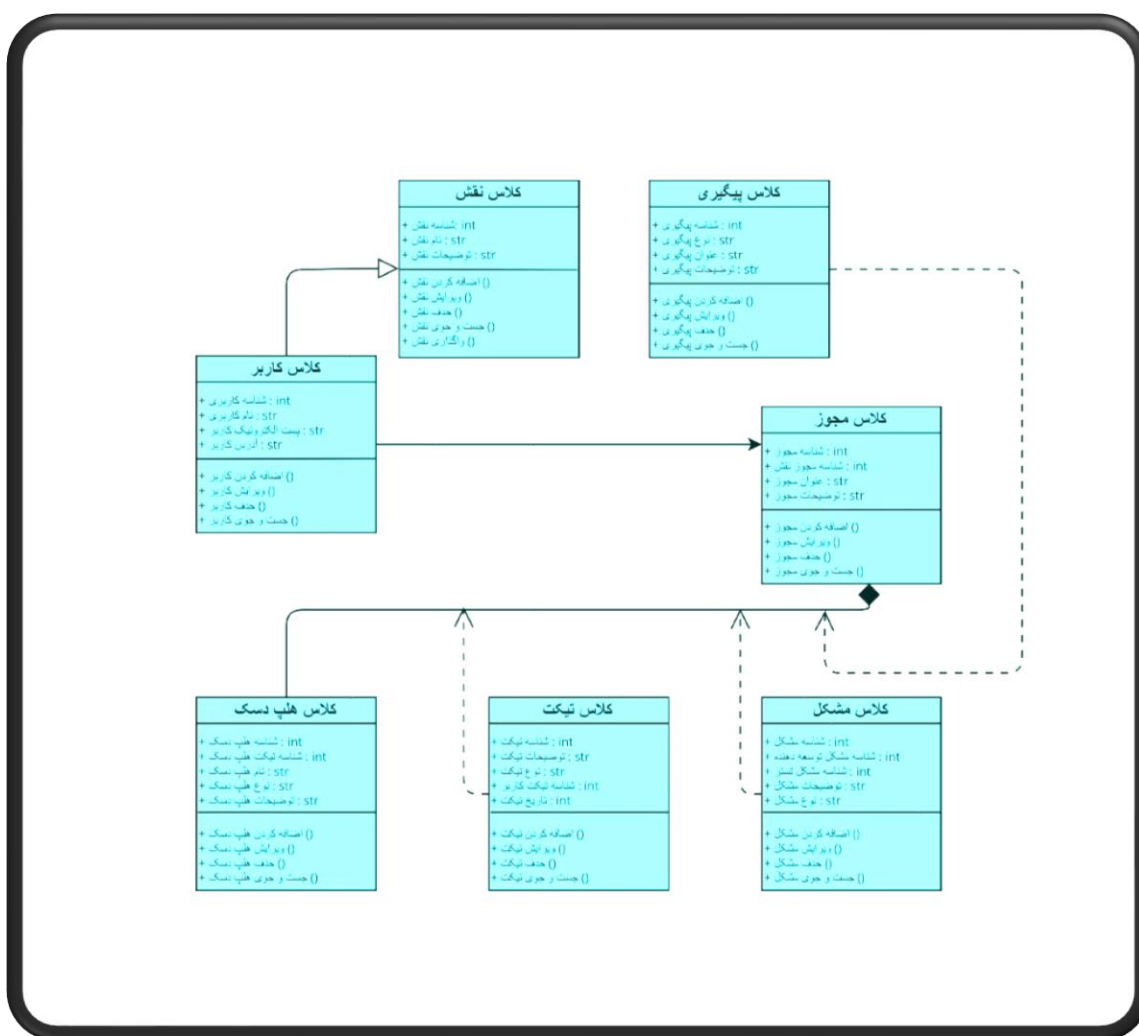 کلاس نقش
+ شناسه نقش : int
+ نام نقش : str
+ توضیحات نقش : str
+ اضافه کردن نقش ()
+ ویرایش نقش ()
+ حذف نقش ()
+ جست و جوی نقش ()
+ واگذاری نقش ()
کلاس پیگیری
+ شناسه پیگیری : int
+ نوع پیگیری : str
+ عنوان پیگیری : str
+ توضیحات پیگیری : str
+ اضافه کردن پیگیری ()
+ ویرایش پیگیری ()
+ حذف پیگیری ()
+ جست و جوی پیگیری ()
کلاس کاربر
+ شناسه کاربری : int
+ نام کاربری : str
+ پست الکترونیک کاربر : str
+ آدرس کاربر : str
+ اضافه کردن کاربر ()
+ ویرایش کاربر ()
+ حذف کاربر ()
+ جست و جوی کاربر ()
کلاس مجوز
+ شناسه مجوز : int
+ شناسه مجوز نقش : int
+ عنوان مجوز : str
+ توضیحات مجوز : str
+ اضافه کردن مجوز ()
+ ویرایش مجوز ()
+ حذف مجوز ()
+ جست و جوی مجوز ()
کلاس هلپ دسک
+ شناسه هلپ دسک : int
+ شناسه تیکت هلپ دسک : int
+ نام هلپ دسک : str
+ نوع هلپ دسک : str
+ توضیحات هلپ دسک : str
+ اضافه کردن هلپ دسک ()
+ ویرایش هلپ دسک ()
+ حذف هلپ دسک ()
+ جست و جوی هلپ دسک ()
کلاس تیکت
+ شناسه تیکت : int
+ توضیحات تیکت : str
+ نوع تیکت : str
+ شناسه تیکت کاربر : int
+ تاریخ تیکت : int
+ اضافه کردن تیکت ()
+ ویرایش تیکت ()
+ حذف تیکت ()
+ جست و جوی تیکت ()
کلاس مشکل
+ شناسه مشکل : int
+ شناسه مشکل توسعه دهنده : int
+ شناسه مشکل تستر : int
+ توضیحات مشکل : str
+ نوع مشکل : str
+ اضافه کردن مشکل ()
+ ویرایش مشکل ()
+ حذف مشکل ()
+ جست و جوی مشکل ()